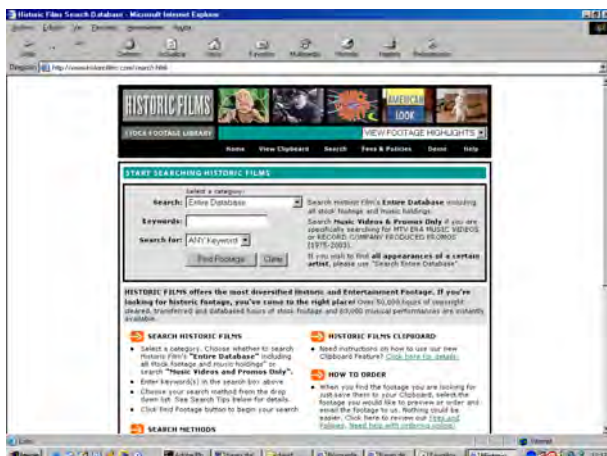 Historic Films Search Database - Microsoft Internet Explorer
HISTORIC FILMS
AMERICAN
LOOK
STOCK FOOTAGE LIBRARY
VIEW FOOTAGE HIGHLIGHTS
Home View Clipboard Search Fees & Policies Demo Help
START SEARCHING HISTORIC FILMS
Select a category:
Search: Entire Database
Keywords:
Search for: ANY Keyword
Find Footage Clear
Search Historic Film's Entire Database including
all stock footage and music holdings.
Search Music Videos & Promos Only if you are
specifically searching for MTV ERA MUSIC VIDEOS
or RECORD COMPANY PRODUCED PROMOS
(1975-2003).
If you wish to find all appearances of a certain
artist, please use "Search Entire Database".
HISTORIC FILMS offers the most diversified Historic and Entertainment Footage. If you're
looking for historic footage, you've come to the right place! Over 50,000 hours of copyright
cleared, transferred and databased hours of stock footage and musical performances are instantly
available.
SEARCH HISTORIC FILMS
Select a category. Choose whether to search
Historic Film's "Entire Database" including
all stock footage and music holdings" or
search "Music Videos and Promos Only".
Enter keyword(s) in the search box above
Choose your search method from the drop
down list. See Search Tips below for details.
Click Find Footage button to begin your search
SEARCH METHODS
HISTORIC FILMS CLIPBOARD
Need instructions on how to use our new
Clipboard Feature? Click here for details.
HOW TO ORDER
When you find the footage you are looking for
just save them to your Clipboard, select the
footage you would like to preview or order and
email the footage to us. Nothing could be
easier. Click here to review our Fees and
Policies. Need help with ordering online?
Internet